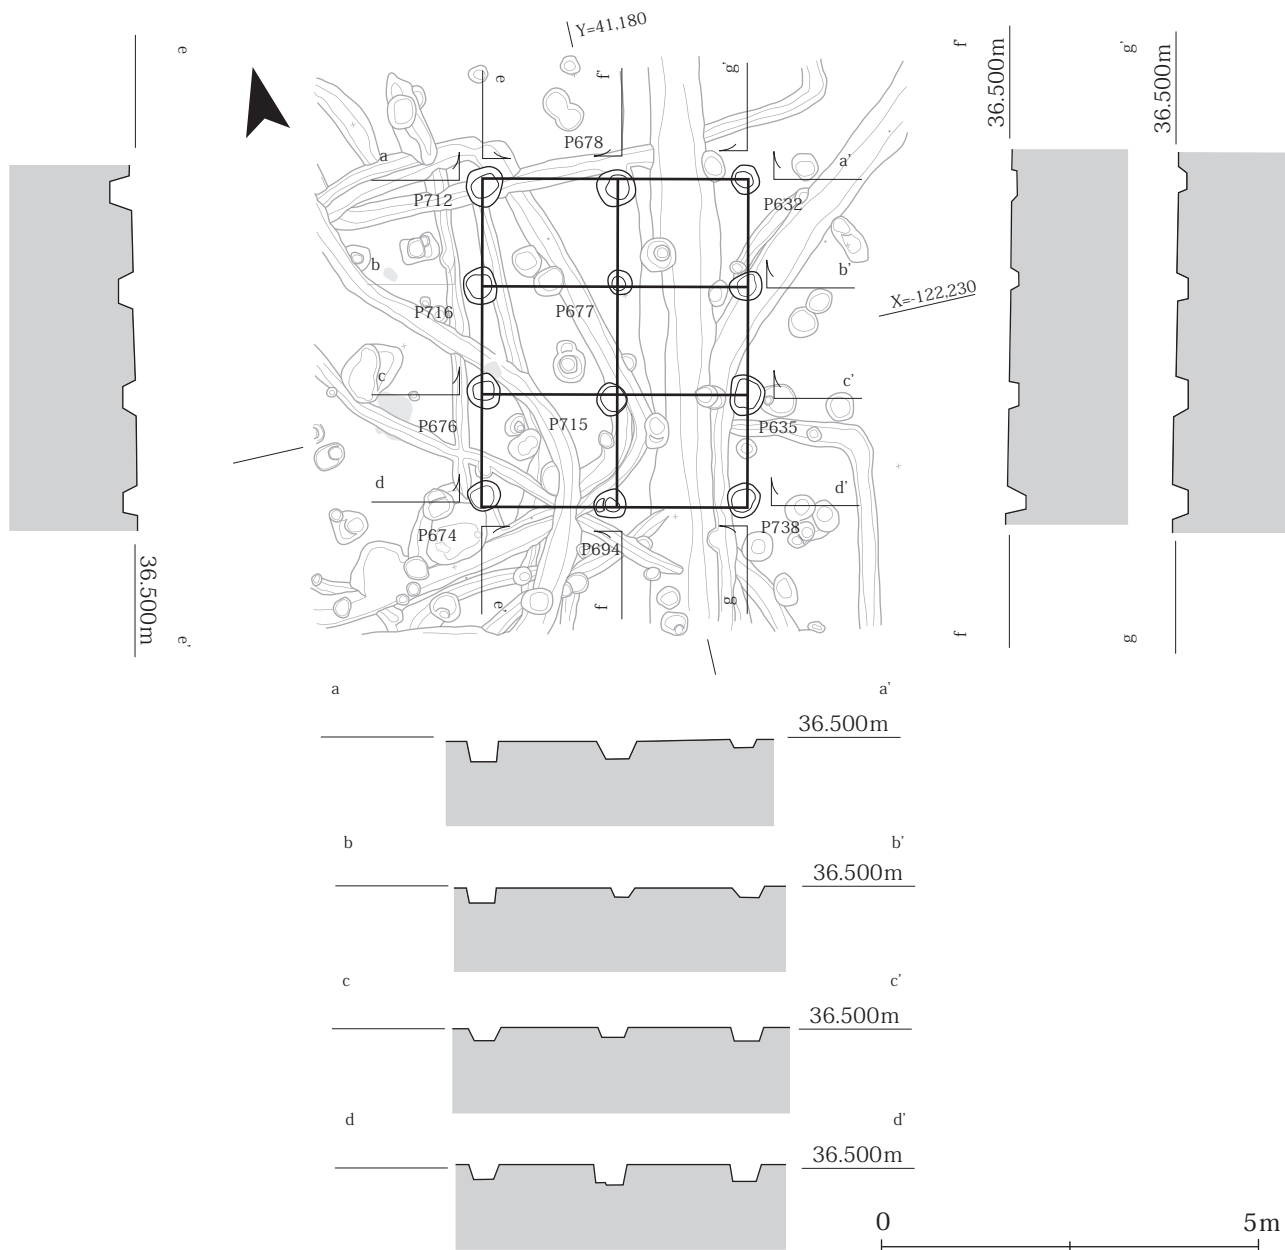 Y=41,180
e
e
f'
g'
f'
36.500m
g'
36.500m
P678
a
a'
P712
P632
b
b'
X=-122,230
P716
P677
c
c'
P676
P715
P635
d
d'
P674
P694
P738
e'
f
g
36.500m
e'
f
g
a
a'
36.500m
b
b'
36.500m
c
c'
36.500m
d
d'
36.500m
0
5m